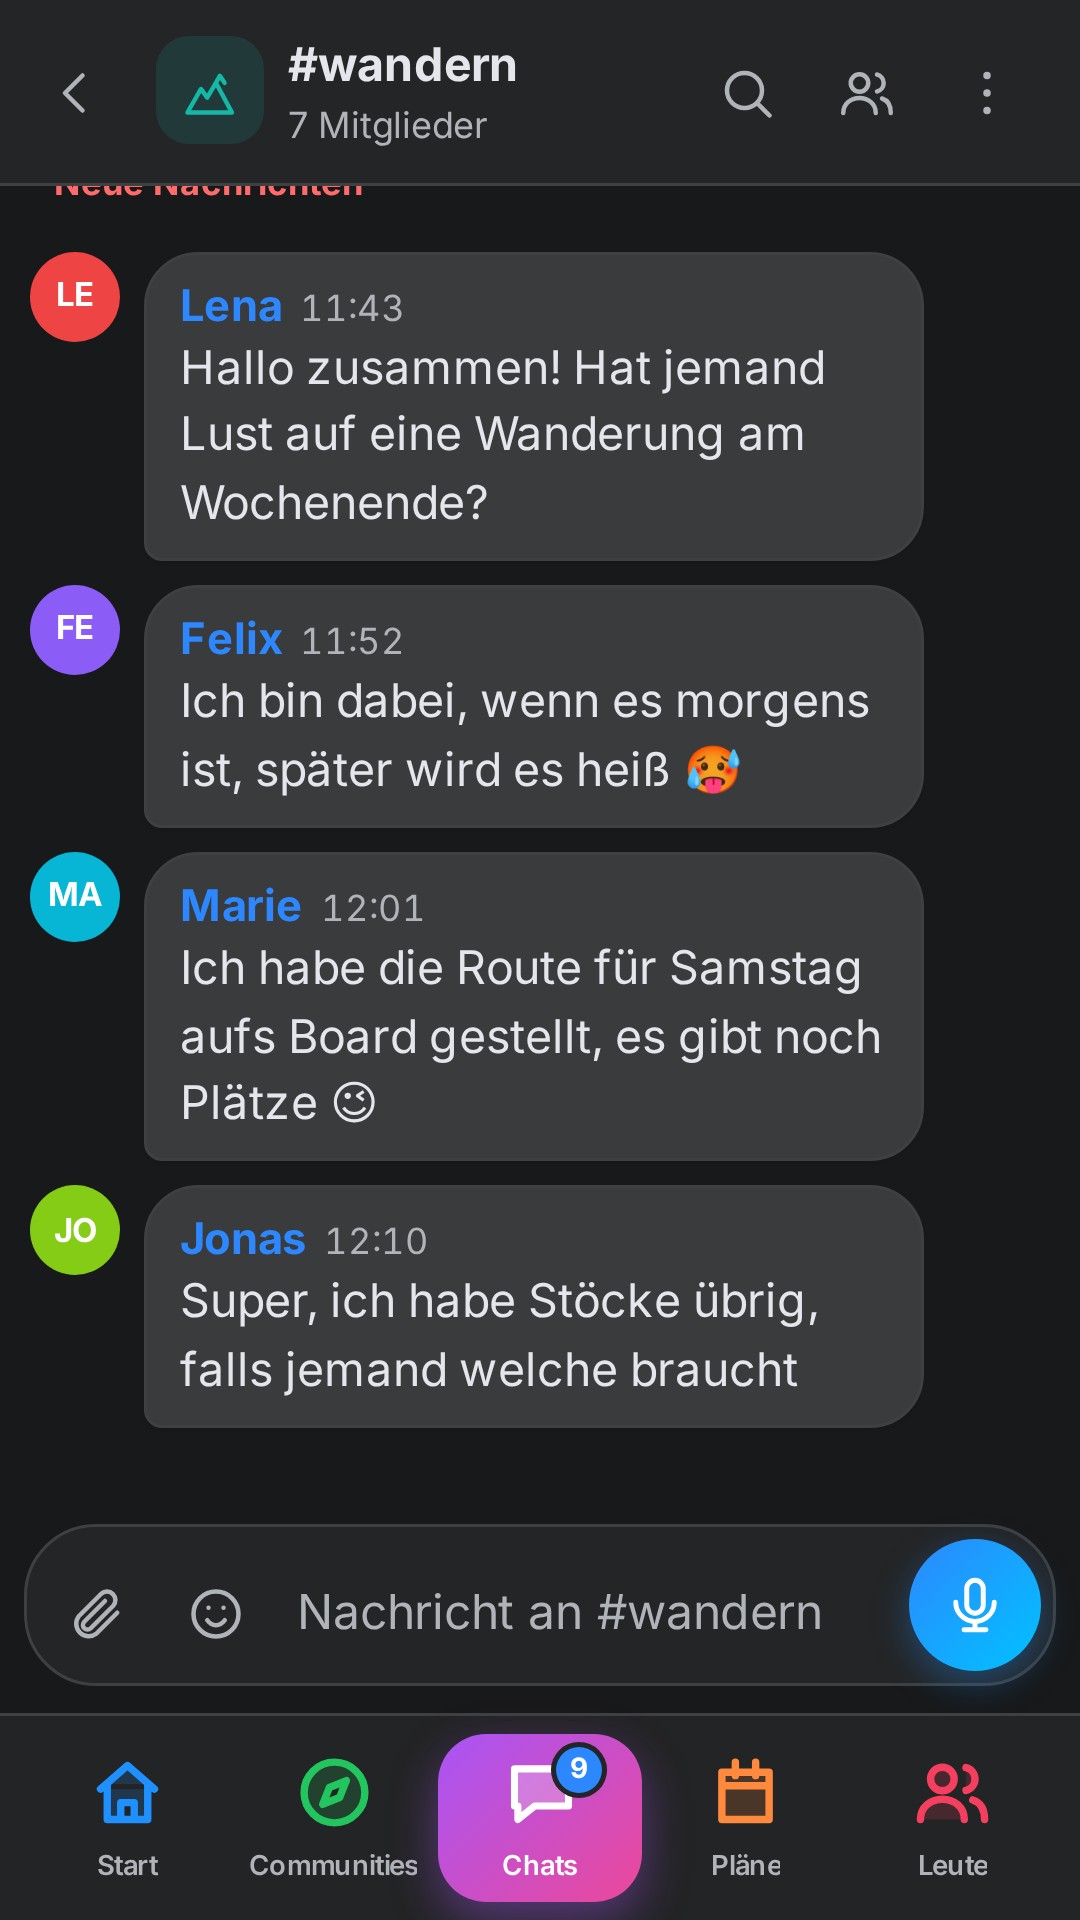 #wandern
7 Mitglieder
Neue Nachrichten
LE
Lena 11:43
Hallo zusammen! Hat jemand
Lust auf eine Wanderung am
Wochenende?
FE
Felix 11:52
Ich bin dabei, wenn es morgens
ist, später wird es heiß 🥵
MA
Marie 12:01
Ich habe die Route für Samstag
aufs Board gestellt, es gibt noch
Plätze 😉
JO
Jonas 12:10
Super, ich habe Stöcke übrig,
falls jemand welche braucht
Nachricht an #wandern
9
Start Communities Chats Pläne Leute